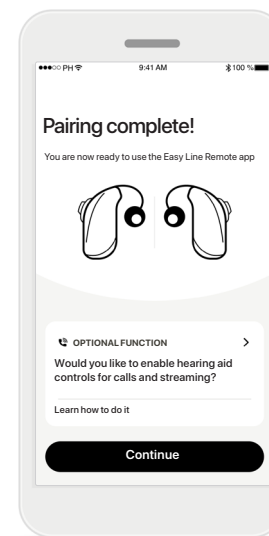 ●●●○○ PH 9:41 AM 100 %
Pairing complete!
You are now ready to use the Easy Line Remote app
OPTIONAL FUNCTION
Would you like to enable hearing aid
controls for calls and streaming?
Learn how to do it
Continue